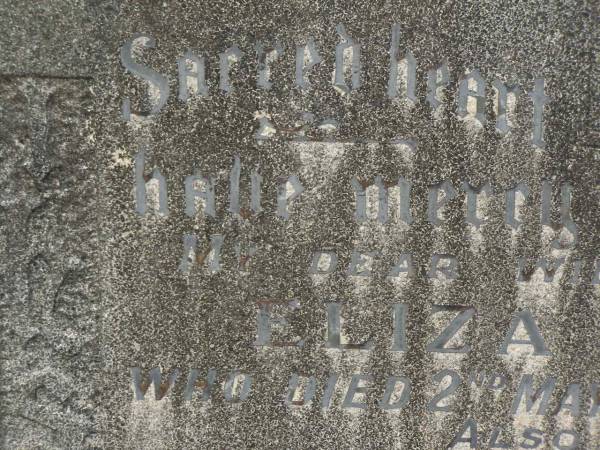 Sacred heart
have mercy
MY DEAR WI
ELIZA
WHO DIED 2ND MA
ALSO